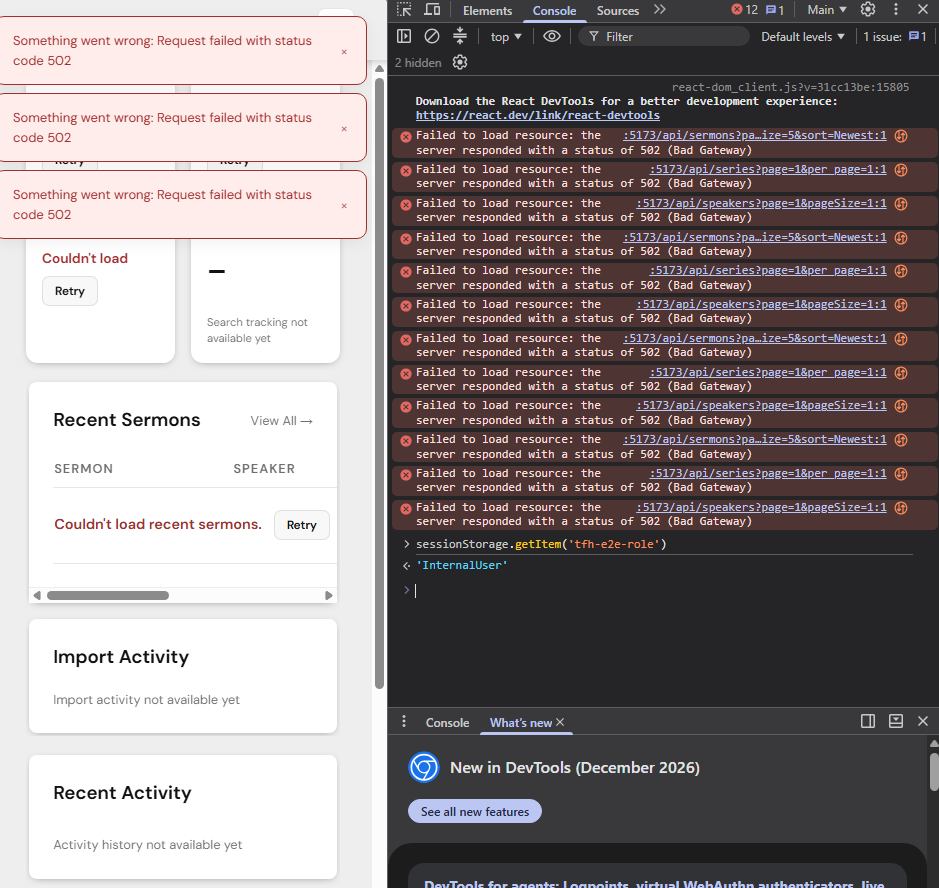 Something went wrong: Request failed with status
code 502
×
Something went wrong: Request failed with status
code 502
×
Retry
Retry
Something went wrong: Request failed with status
code 502
×
Couldn't load
Retry
–
Search tracking not
available yet
Recent Sermons
View All →
SERMON
SPEAKER
Couldn't load recent sermons.
Retry
Import Activity
Import activity not available yet
Recent Activity
Activity history not available yet
Elements
Console
Sources
12
1
Main
top
Filter
Default levels
1 issue:
1
2 hidden
react-dom_client.js?v=31cc13be:15805
Download the React DevTools for a better development experience:
https://react.dev/link/react-devtools
Failed to load resource: the :5173/api/sermons?pa…ize=5&sort=Newest:1
server responded with a status of 502 (Bad Gateway)
Failed to load resource: the :5173/api/series?page=1&per_page=1:1
server responded with a status of 502 (Bad Gateway)
Failed to load resource: the :5173/api/speakers?page=1&pageSize=1:1
server responded with a status of 502 (Bad Gateway)
Failed to load resource: the :5173/api/sermons?pa…ize=5&sort=Newest:1
server responded with a status of 502 (Bad Gateway)
Failed to load resource: the :5173/api/series?page=1&per_page=1:1
server responded with a status of 502 (Bad Gateway)
Failed to load resource: the :5173/api/speakers?page=1&pageSize=1:1
server responded with a status of 502 (Bad Gateway)
Failed to load resource: the :5173/api/sermons?pa…ize=5&sort=Newest:1
server responded with a status of 502 (Bad Gateway)
Failed to load resource: the :5173/api/series?page=1&per_page=1:1
server responded with a status of 502 (Bad Gateway)
Failed to load resource: the :5173/api/speakers?page=1&pageSize=1:1
server responded with a status of 502 (Bad Gateway)
Failed to load resource: the :5173/api/sermons?pa…ize=5&sort=Newest:1
server responded with a status of 502 (Bad Gateway)
Failed to load resource: the :5173/api/series?page=1&per_page=1:1
server responded with a status of 502 (Bad Gateway)
Failed to load resource: the :5173/api/speakers?page=1&pageSize=1:1
server responded with a status of 502 (Bad Gateway)
sessionStorage.getItem('tfh-e2e-role')
'InternalUser'
Console
What's new
New in DevTools (December 2026)
See all new features
DevTools for agents: Logpoints, virtual WebAuthn authenticators, live